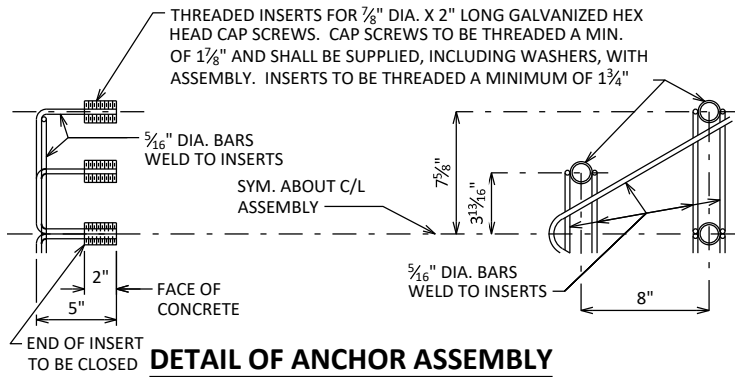 THREADED INSERTS FOR ⅞" DIA. X 2" LONG GALVANIZED HEX
HEAD CAP SCREWS. CAP SCREWS TO BE THREADED A MIN.
OF 1⅞" AND SHALL BE SUPPLIED, INCLUDING WASHERS, WITH
ASSEMBLY. INSERTS TO BE THREADED A MINIMUM OF 1¾"
5⁄16" DIA. BARS
WELD TO INSERTS
SYM. ABOUT C/L
ASSEMBLY
7⅝"
3 13⁄16"
5⁄16" DIA. BARS
WELD TO INSERTS
8"
2"
5"
FACE OF
CONCRETE
END OF INSERT
TO BE CLOSED
DETAIL OF ANCHOR ASSEMBLY